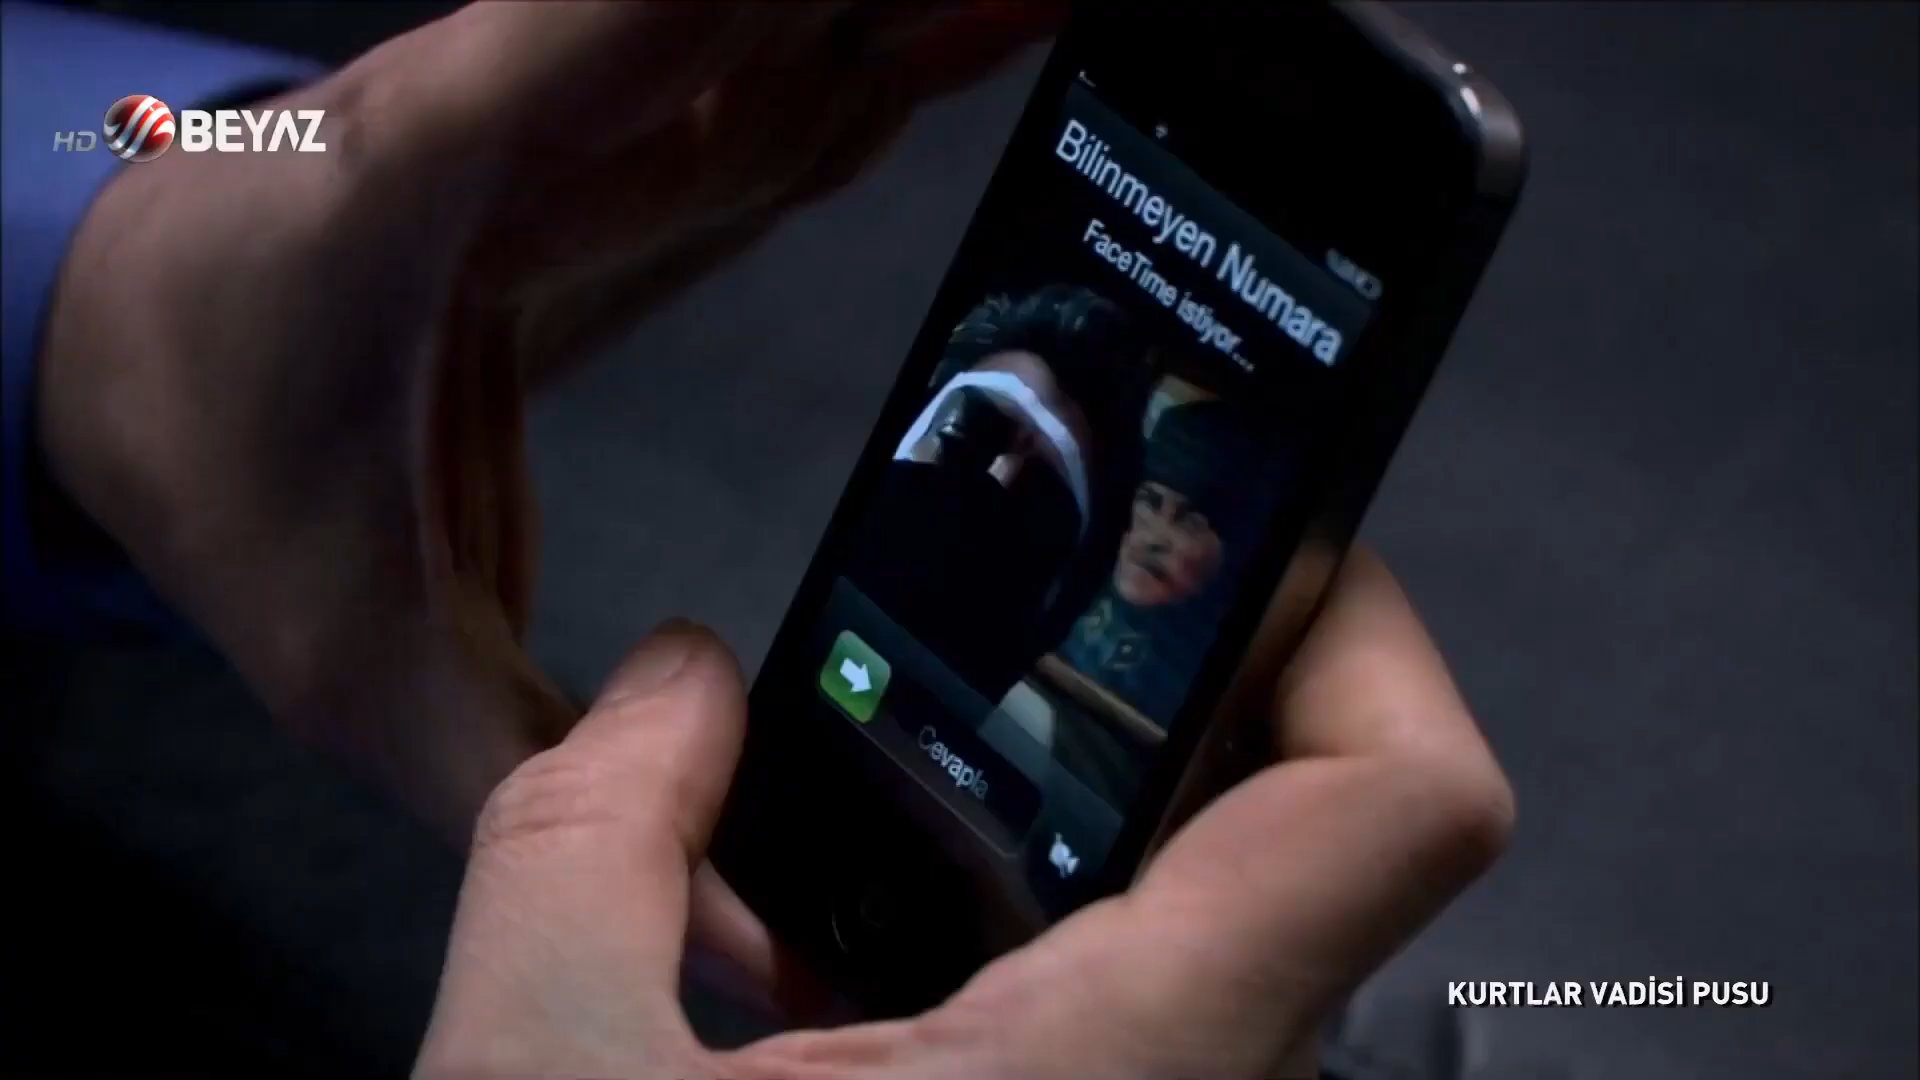 HD BEYAZ
Bilinmeyen Numara
FaceTime istiyor...
Cevapla
KURTLAR VADİSİ PUSU